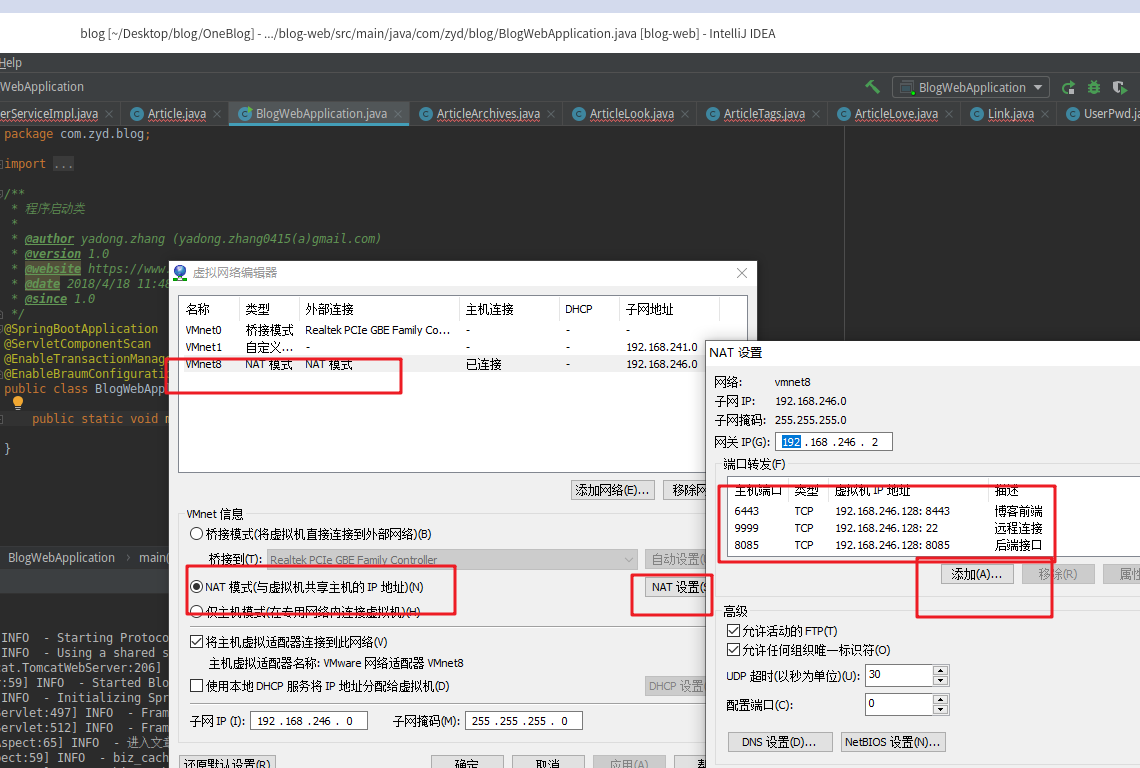 blog [~/Desktop/blog/OneBlog] - .../blog-web/src/main/java/com/zyd/blog/BlogWebApplication.java [blog-web] - IntelliJ IDEA
Help
WebApplication
BlogWebApplication
erServiceImpl.java
Article.java
BlogWebApplication.java
ArticleArchives.java
ArticleLook.java
ArticleTags.java
ArticleLove.java
Link.java
UserPwd.ja
package com.zyd.blog;
import ...
/**
* 程序启动类
*
* @author yadong.zhang (yadong.zhang0415(a)gmail.com)
* @version 1.0
* @website https://www.
* @date 2018/4/18 11:48
* @since 1.0
*/
@SpringBootApplication
@ServletComponentScan
@EnableTransactionManag
@EnableBraumConfigurati
public class BlogWebApp
public static void m
}
BlogWebApplication › main(
INFO  - Starting Protoco
INFO  - Using a shared s
cat.TomcatWebServer:206]
r:59] INFO  - Started Blo
INFO  - Initializing Spr
Servlet:497] INFO  - Fram
Servlet:512] INFO  - Fram
Aspect:65] INFO  - 进入文章
pect:59] INFO  - biz_cach
虚拟网络编辑器
名称 类型 外部连接 主机连接 DHCP 子网地址
VMnet0 桥接模式 Realtek PCIe GBE Family Co... - - -
VMnet1 自定义... - - - 192.168.241.0
VMnet8 NAT 模式 NAT 模式 已连接 - 192.168.246.0
添加网络(E)... 移除网
VMnet 信息
桥接模式(将虚拟机直接连接到外部网络)(B)
桥接到(T): Realtek PCIe GBE Family Controller 自动设置(
NAT 模式(与虚拟机共享主机的 IP 地址)(N) NAT 设置(S
仅主机模式(在专用网络内连接虚拟机)(H)
将主机虚拟适配器连接到此网络(V)
主机虚拟适配器名称: VMware 网络适配器 VMnet8
使用本地 DHCP 服务将 IP 地址分配给虚拟机(D) DHCP 设置
子网 IP (I): 192 . 168 . 246 . 0 子网掩码(M): 255 . 255 . 255 . 0
还原默认设置(R) 确定 取消 应用(A) 帮
NAT 设置
网络: vmnet8
子网 IP: 192.168.246.0
子网掩码: 255.255.255.0
网关 IP(G): 192 . 168 . 246 . 2
端口转发(F)
主机端口 类型 虚拟机 IP 地址 描述
6443 TCP 192.168.246.128: 8443 博客前端
9999 TCP 192.168.246.128: 22 远程连接
8085 TCP 192.168.246.128: 8085 后端接口
添加(A)... 移除(R) 属性
高级
允许活动的 FTP(T)
允许任何组织唯一标识符(O)
UDP 超时(以秒为单位)(U): 30
配置端口(C): 0
DNS 设置(D)... NetBIOS 设置(N)...